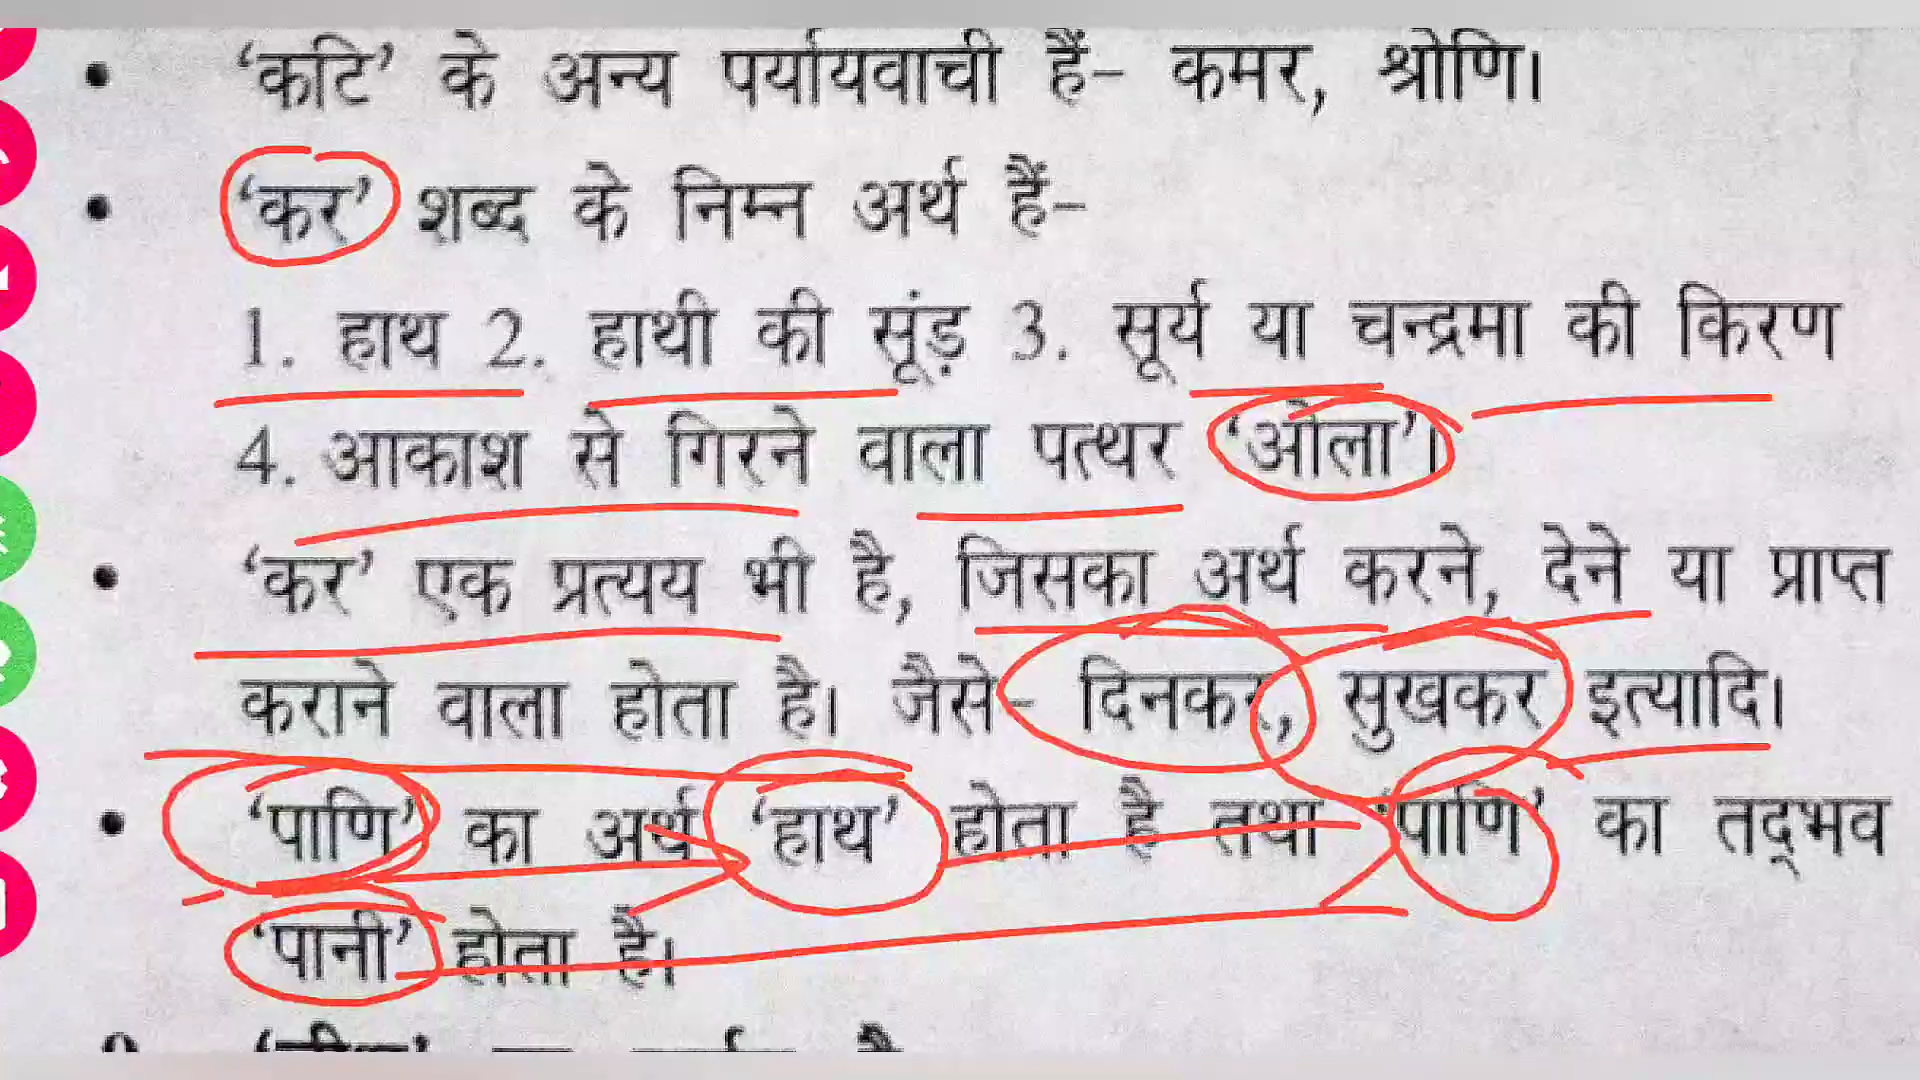 • 'कटि' के अन्य पर्यायवाची हैं– कमर, श्रोणि।
• 'कर' शब्द के निम्न अर्थ हैं–
1. हाथ 2. हाथी की सूंड़ 3. सूर्य या चन्द्रमा की किरण
4. आकाश से गिरने वाला पत्थर 'ओला'।
• 'कर' एक प्रत्यय भी है, जिसका अर्थ करने, देने या प्राप्त
कराने वाला होता है। जैसे– दिनकर, सुखकर इत्यादि।
• 'पाणि' का अर्थ 'हाथ' होता है तथा 'पाणि' का तद्भव
'पानी' होता है।